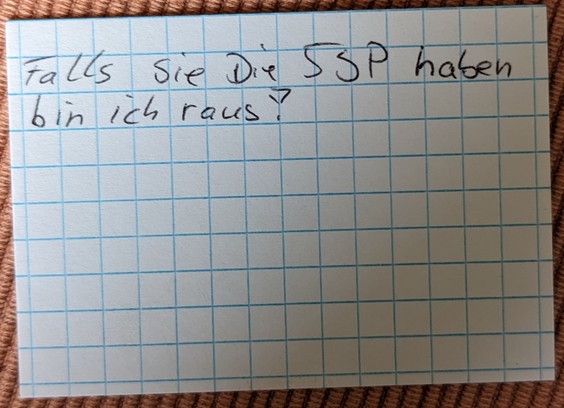 Falls Sie Die SSP haben
bin ich raus?